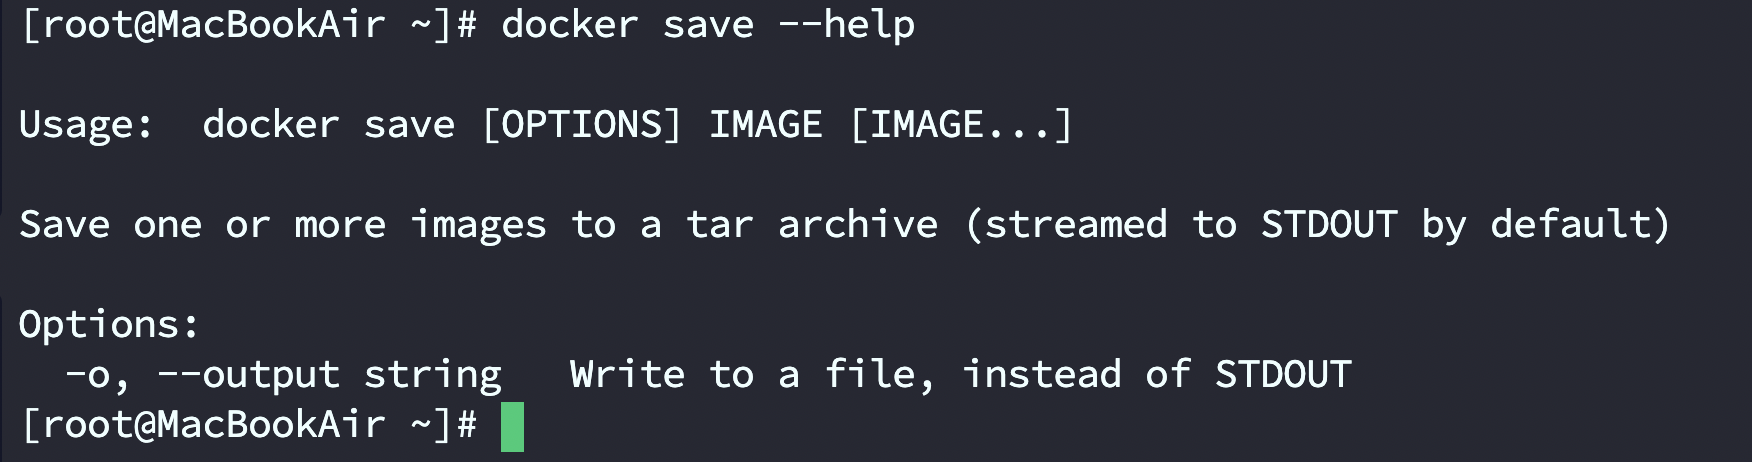 [root@MacBookAir ~]# docker save --help
Usage:  docker save [OPTIONS] IMAGE [IMAGE...]
Save one or more images to a tar archive (streamed to STDOUT by default)
Options:
  -o, --output string   Write to a file, instead of STDOUT
[root@MacBookAir ~]#